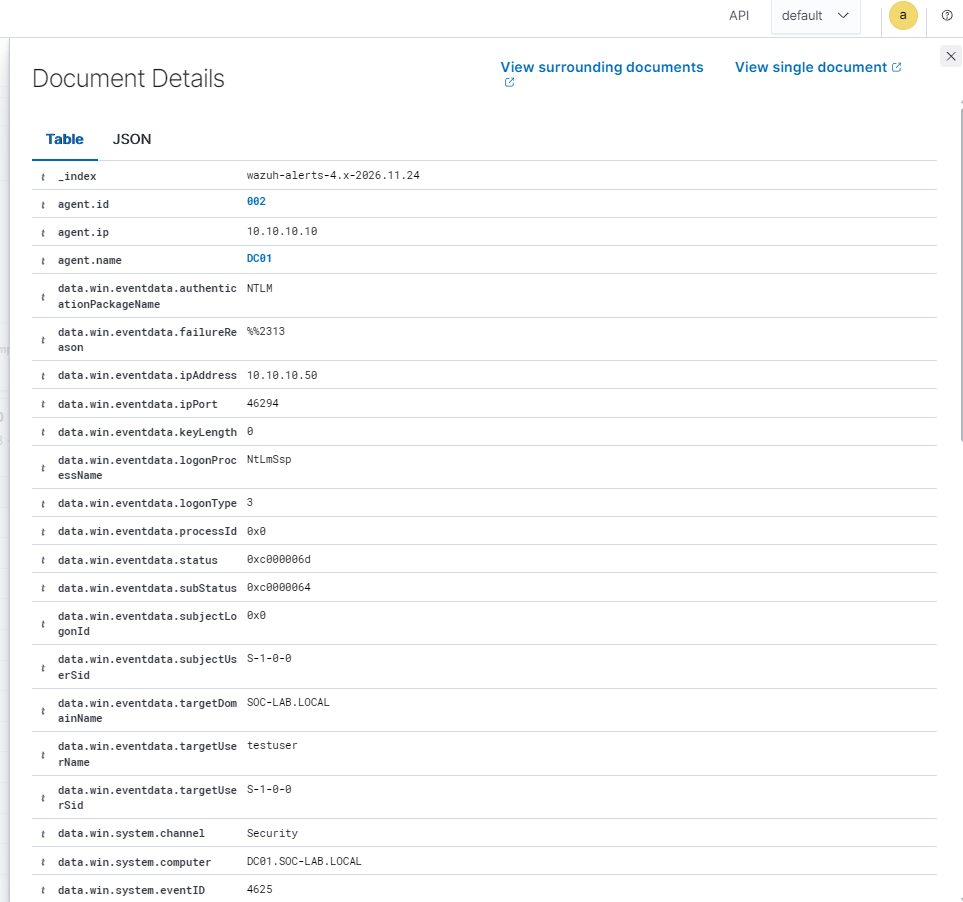 API default a
Document Details
View surrounding documents
View single document
Table JSON
t _index wazuh-alerts-4.x-2026.11.24
t agent.id 002
t agent.ip 10.10.10.10
t agent.name DC01
t data.win.eventdata.authentic NTLM
ationPackageName
t data.win.eventdata.failureRe %%2313
ason
t data.win.eventdata.ipAddress 10.10.10.50
t data.win.eventdata.ipPort 46294
t data.win.eventdata.keyLength 0
t data.win.eventdata.logonProc NtLmSsp
essName
t data.win.eventdata.logonType 3
t data.win.eventdata.processId 0x0
t data.win.eventdata.status 0xc000006d
t data.win.eventdata.subStatus 0xc0000064
t data.win.eventdata.subjectLo 0x0
gonId
t data.win.eventdata.subjectUs S-1-0-0
erSid
t data.win.eventdata.targetDom SOC-LAB.LOCAL
ainName
t data.win.eventdata.targetUse testuser
rName
t data.win.eventdata.targetUse S-1-0-0
rSid
t data.win.system.channel Security
t data.win.system.computer DC01.SOC-LAB.LOCAL
t data.win.system.eventID 4625